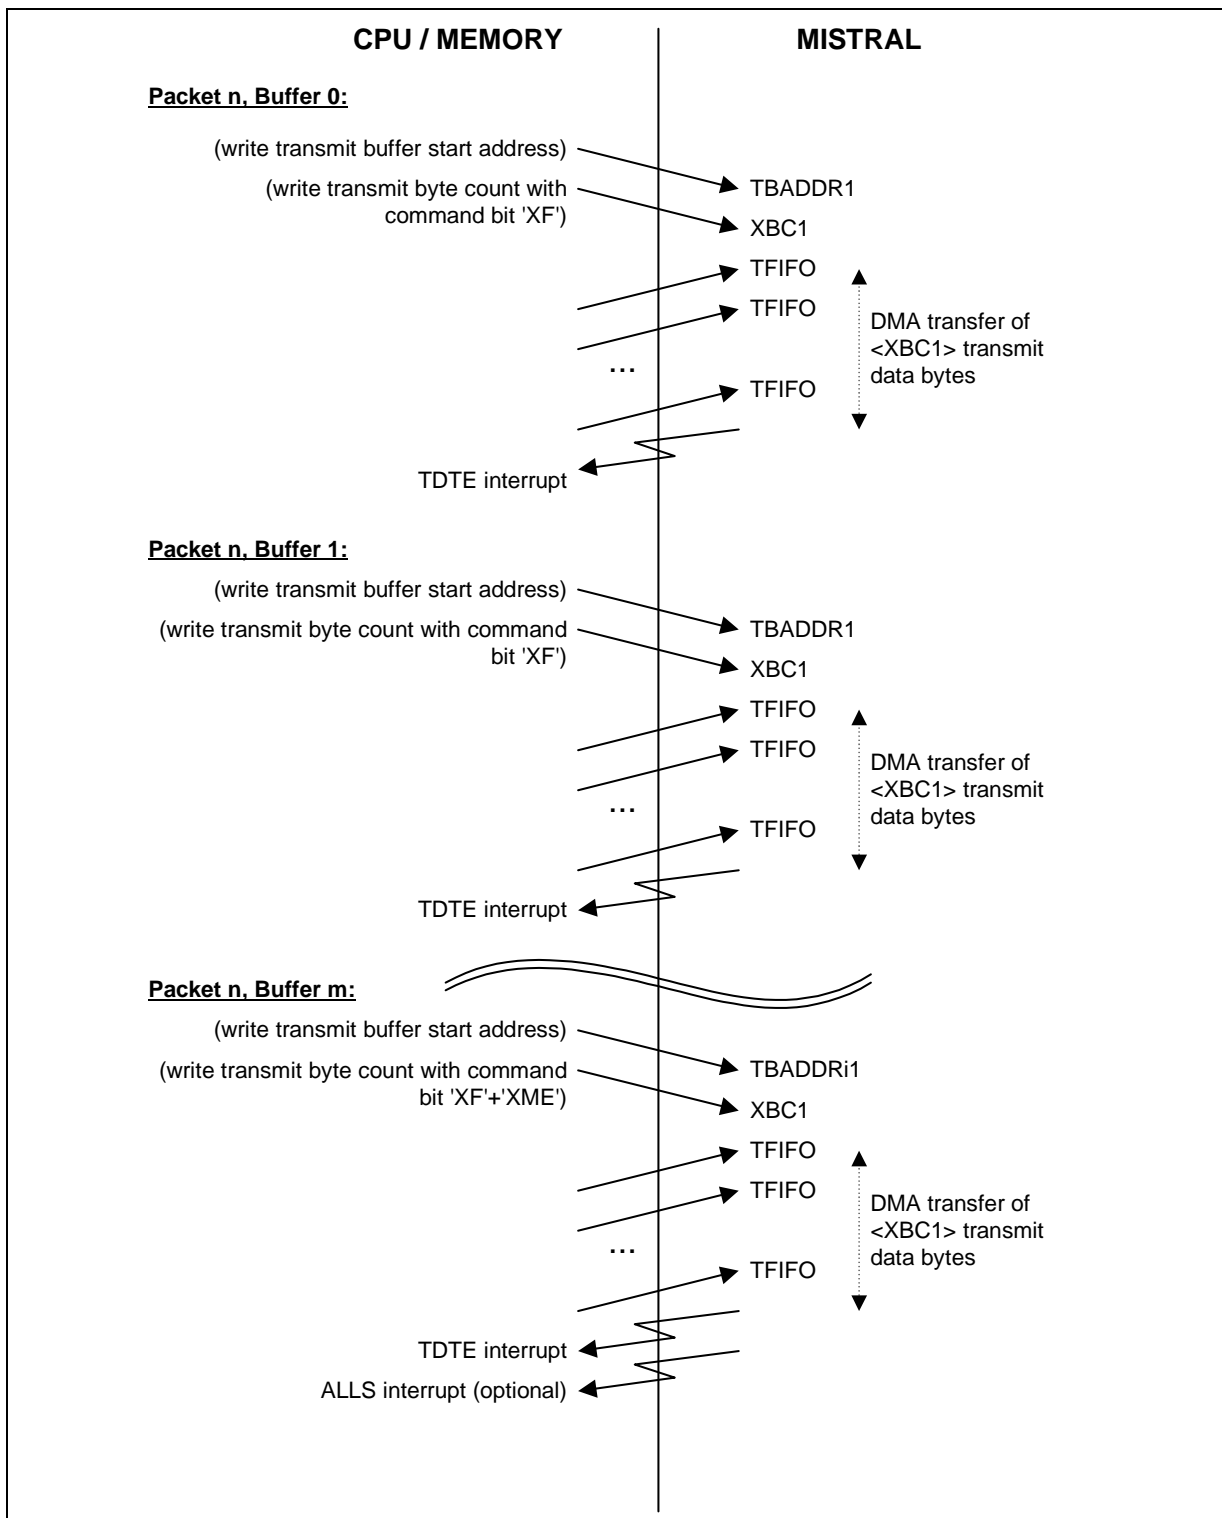 CPU / MEMORY
MISTRAL
Packet n, Buffer 0:
(write transmit buffer start address)
TBADDR1
(write transmit byte count with
command bit 'XF')
XBC1
TFIFO
TFIFO
DMA transfer of
<XBC1> transmit
data bytes
...
TFIFO
TDTE interrupt
Packet n, Buffer 1:
(write transmit buffer start address)
TBADDR1
(write transmit byte count with command
bit 'XF')
XBC1
TFIFO
TFIFO
DMA transfer of
<XBC1> transmit
data bytes
...
TFIFO
TDTE interrupt
Packet n, Buffer m:
(write transmit buffer start address)
TBADDRi1
(write transmit byte count with command
bit 'XF'+'XME')
XBC1
TFIFO
TFIFO
DMA transfer of
<XBC1> transmit
data bytes
...
TFIFO
TDTE interrupt
ALLS interrupt (optional)